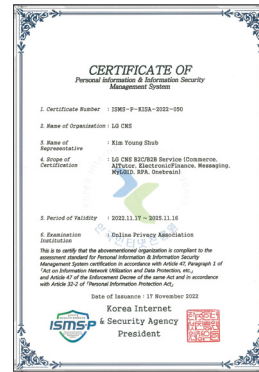 CERTIFICATE OF
Personal information & Information Security
Management System
1. Certificate Number : ISMS-P-KISA-2022-050
2. Name of Organization : LG CNS
3. Name of
Representative : Kim Young Shub
4. Scope of
Certification : LG CNS B2C/B2B Service (Commerce,
AITutor, ElectronicFinance, Messaging,
MyLGID, RPA, Onebrain)
5. Period of Validity : 2022.11.17 ~ 2025.11.16
6. Examination
Institution : Online Privacy Association
This is to certify that the abovementioned organization is compliant to the
assessment standard for Personal Information & Information Security
Management System certification in accordance with Article 47, Paragraph 1 of
「Act on Information Network Utilization and Data Protection, etc.」
and Article 47 of the Enforcement Decree of the same Act and in accordance
with Article 32-2 of 「Personal Information Protection Act」.
Date of Issuance : 17 November 2022
Korea Internet
& Security Agency
President
ISMS-P